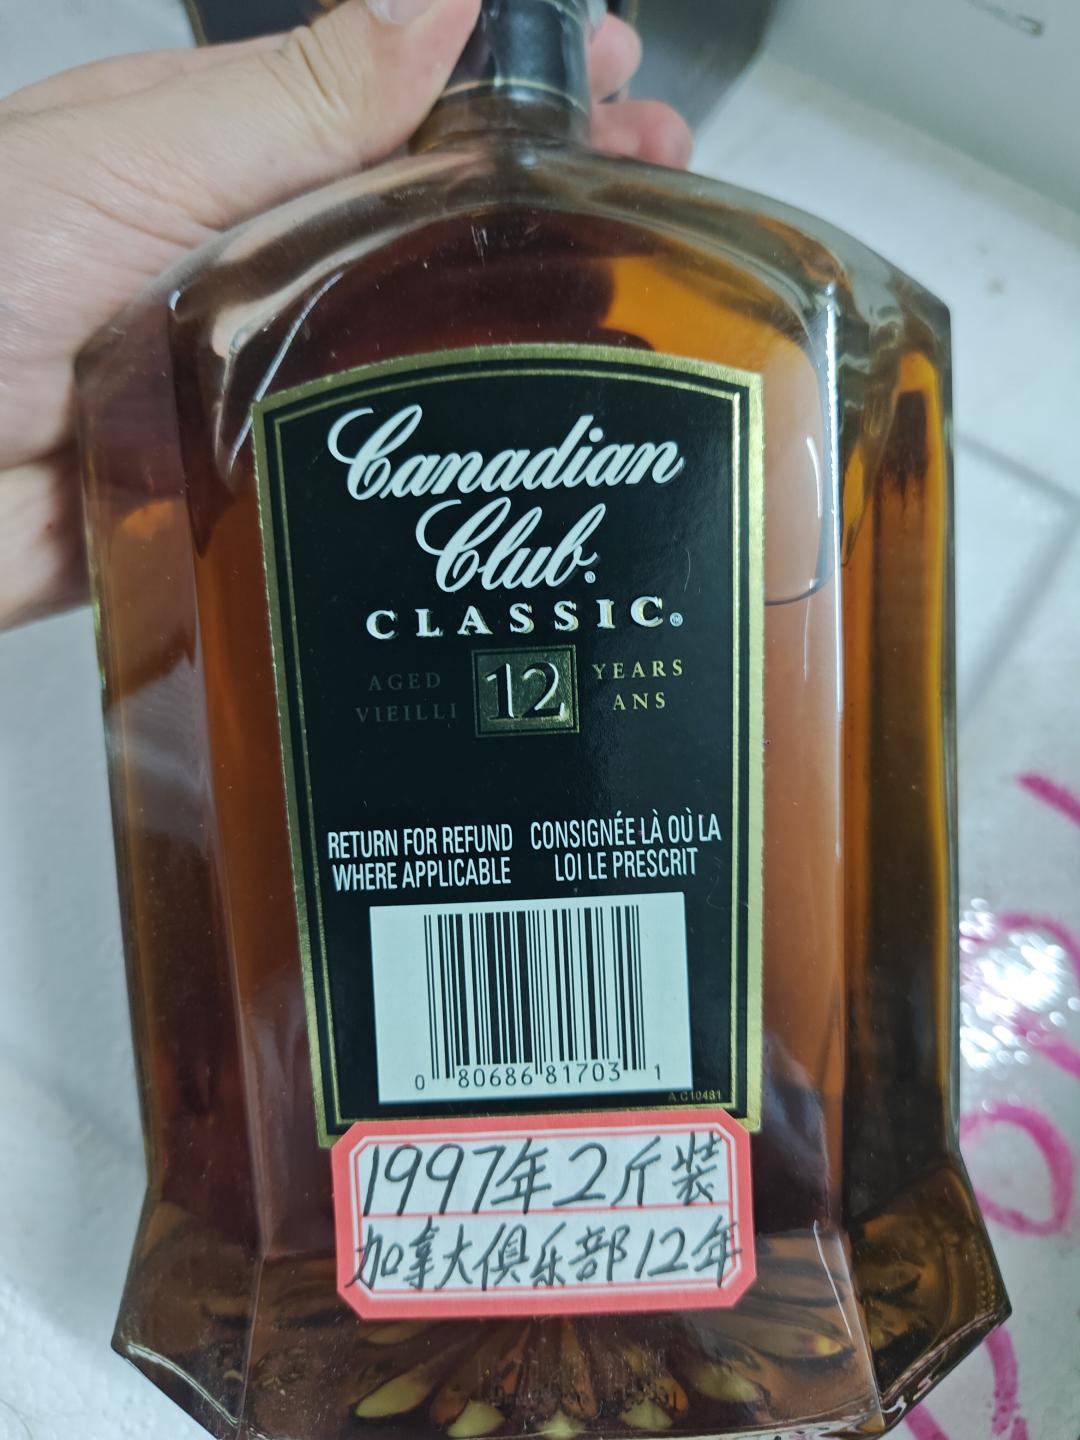 Canadian
Club®
CLASSIC.
AGED 12 YEARS
VIEILLI ANS
RETURN FOR REFUND CONSIGNÉE LÀ OÙ LA
WHERE APPLICABLE LOI LE PRESCRIT
0 80686 81703 1
A.C10481
1997年2斤装
加拿大俱乐部12年